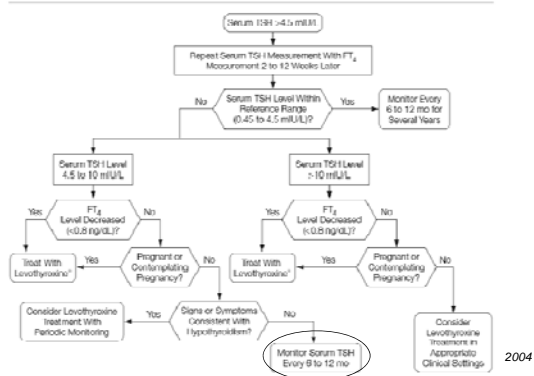 Serum TSH >4.5 mIU/L
Repeat Serum TSH Measurement With FT4
Measurement 2 to 12 Weeks Later
No
Serum TSH Level Within
Reference Range
(0.45 to 4.5 mIU/L)?
Yes
Monitor Every
6 to 12 mo for
Several Years
Serum TSH Level
4.5 to 10 mIU/L
Serum TSH Level
>10 mIU/L
Yes
FT4
Level Decreased
(<0.8 ng/dL)?
No
Yes
FT4
Level Decreased
(<0.8 ng/dL)?
No
Treat With
Levothyroxine*
Yes
Pregnant or
Contemplating
Pregnancy?
No
Treat With
Levothyroxine*
Yes
Pregnant or
Contemplating
Pregnancy?
No
Consider Levothyroxine
Treatment With
Periodic Monitoring
Yes
Signs or Symptoms
Consistent With
Hypothyroidism?
No
Monitor Serum TSH
Every 6 to 12 mo
Consider
Levothyroxine
Treatment in
Appropriate
Clinical Settings
2004